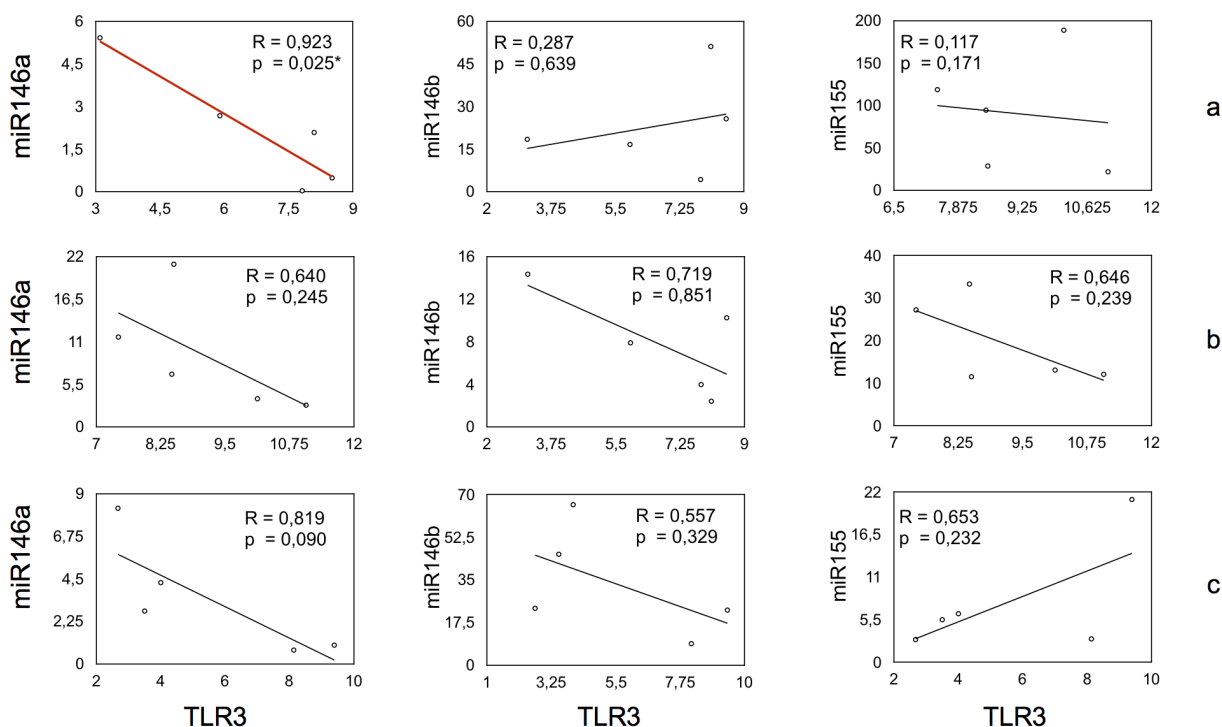 miR146a
6
4,5
3
1,5
0
R = 0,923
p = 0,025*
3
4,5
6
7,5
9
miR146b
60
45
30
15
0
R = 0,287
p = 0,639
2
3,75
5,5
7,25
9
miR155
200
150
100
50
0
R = 0,117
p = 0,171
6,5
7,875
9,25
10,625
12
a
miR146a
22
16,5
11
5,5
0
R = 0,640
p = 0,245
7
8,25
9,5
10,75
12
miR146b
16
12
8
4
0
R = 0,719
p = 0,851
2
3,75
5,5
7,25
9
miR155
40
30
20
10
0
R = 0,646
p = 0,239
7
8,25
9,5
10,75
12
b
miR146a
9
6,75
4,5
2,25
0
R = 0,819
p = 0,090
2
4
6
8
10
TLR3
miR146b
70
52,5
35
17,5
0
R = 0,557
p = 0,329
1
3,25
5,5
7,75
10
TLR3
miR155
22
16,5
11
5,5
0
R = 0,653
p = 0,232
2
4
6
8
10
TLR3
c